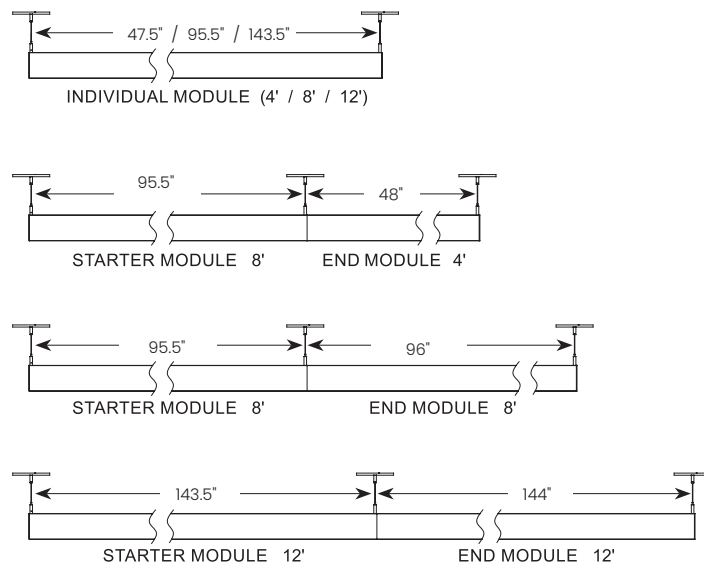 47.5" / 95.5" / 143.5"
INDIVIDUAL MODULE (4' / 8' / 12')
95.5" 48"
STARTER MODULE 8' END MODULE 4'
95.5" 96"
STARTER MODULE 8' END MODULE 8'
143.5" 144"
STARTER MODULE 12' END MODULE 12'